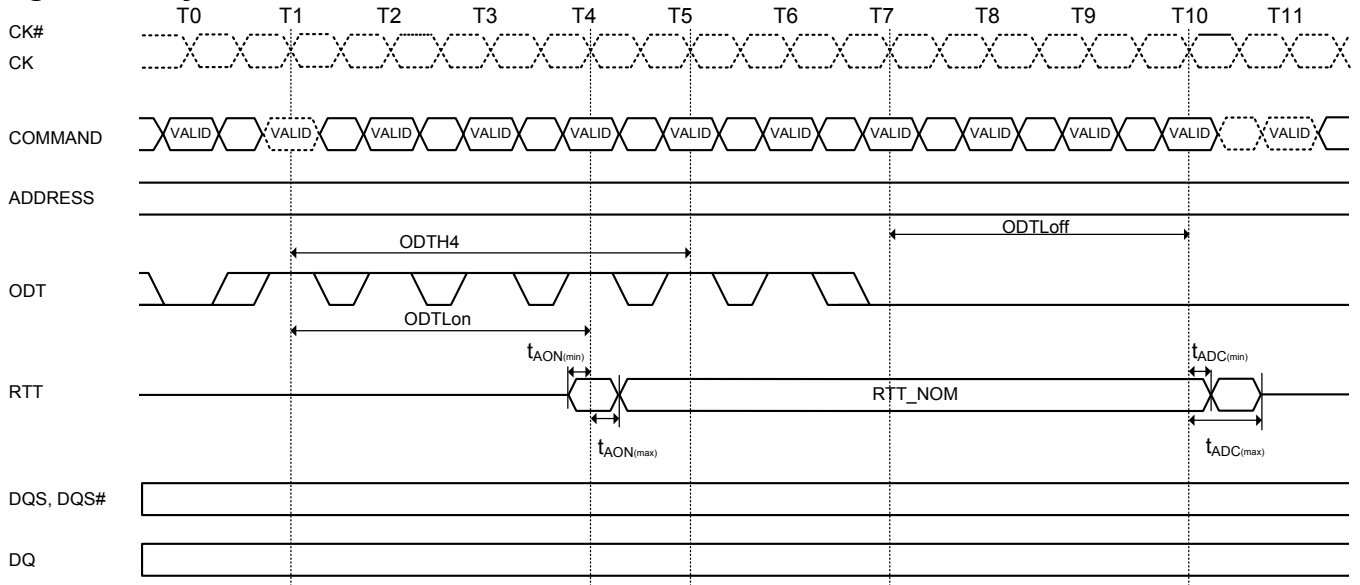 T0 T1 T2 T3 T4 T5 T6 T7 T8 T9 T10 T11
CK#
CK
COMMAND VALID VALID VALID VALID VALID VALID VALID VALID VALID VALID VALID VALID
ADDRESS
ODTLoff
ODTH4
ODT
ODTLon
tAON(min) tADC(min)
RTT RTT_NOM
tAON(max) tADC(max)
DQS, DQS#
DQ